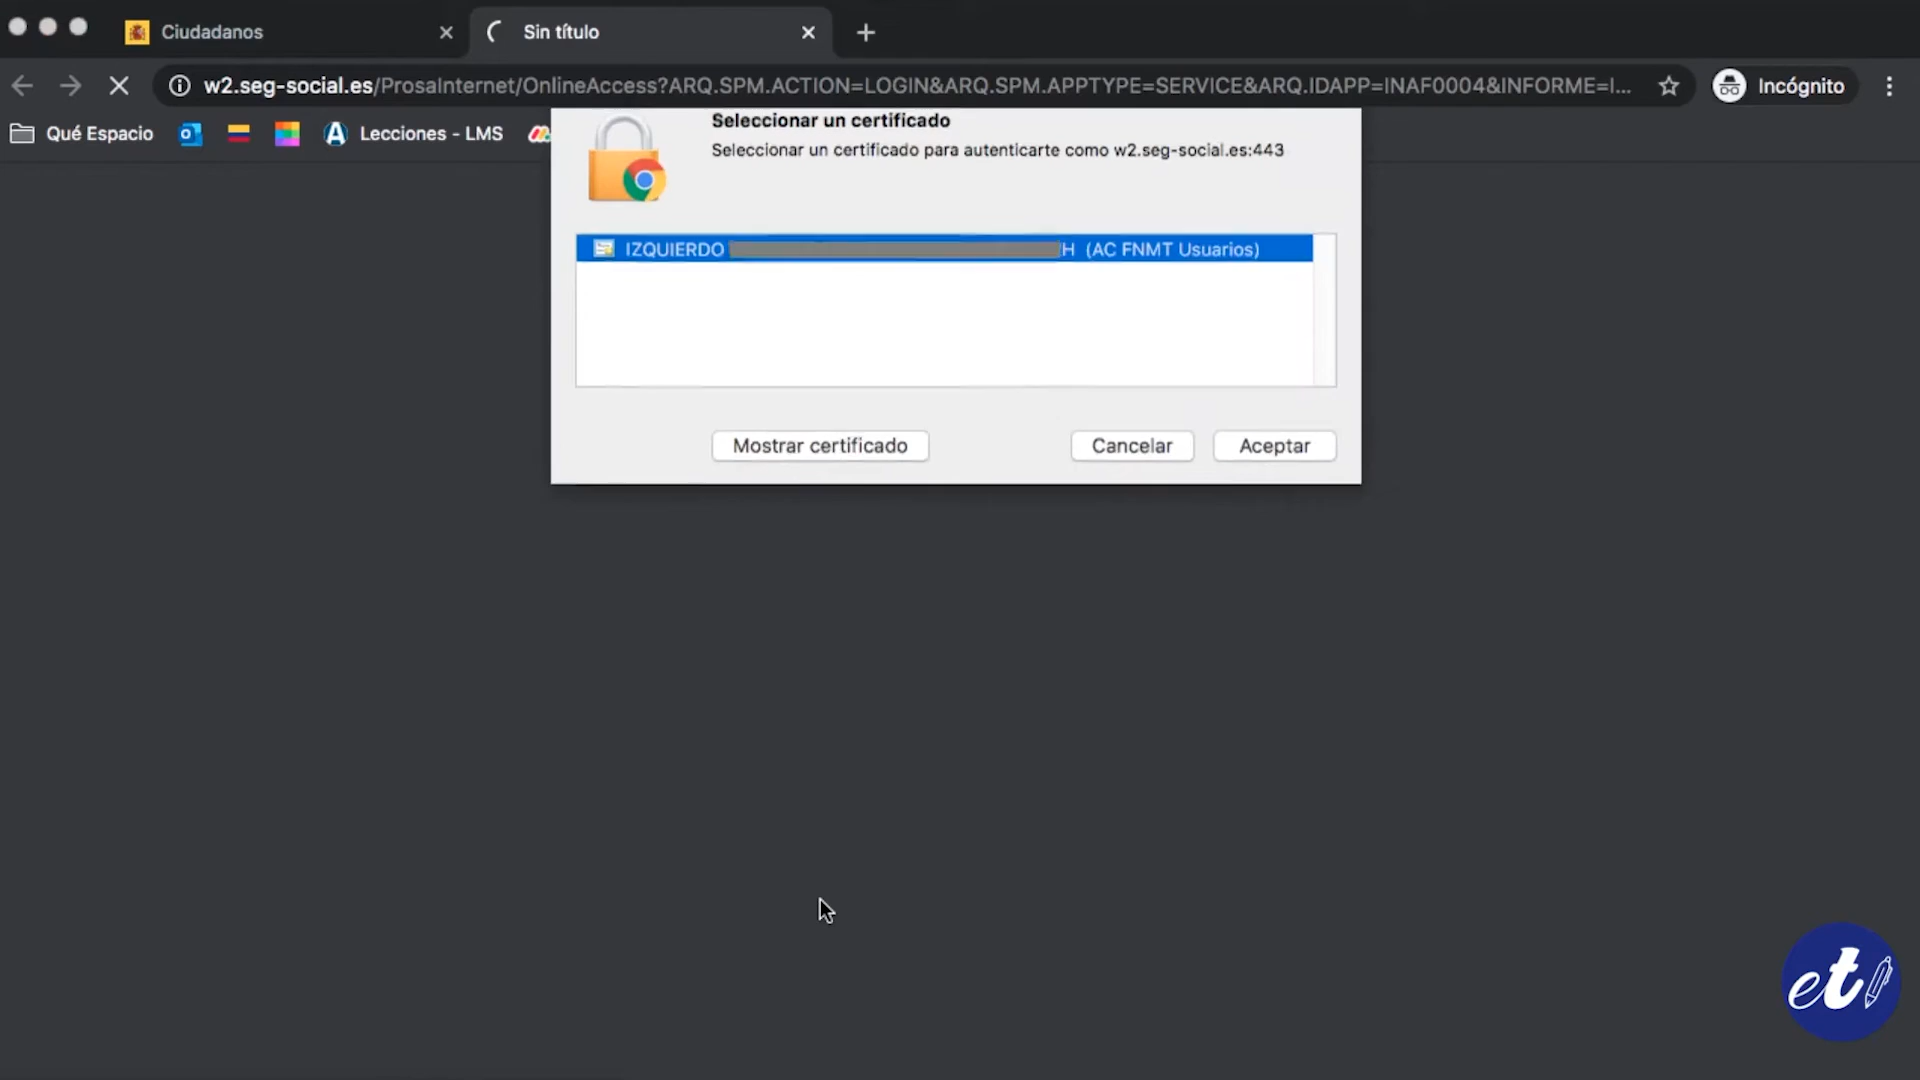 Ciudadanos
Sin título
w2.seg-social.es/ProsaInternet/OnlineAccess?ARQ.SPM.ACTION=LOGIN&ARQ.SPM.APPTYPE=SERVICE&ARQ.IDAPP=INAF0004&INFORME=I...
Incógnito
Qué Espacio
Lecciones - LMS
Seleccionar un certificado
Seleccionar un certificado para autenticarte como w2.seg-social.es:443
IZQUIERDO H (AC FNMT Usuarios)
Mostrar certificado
Cancelar
Aceptar
et